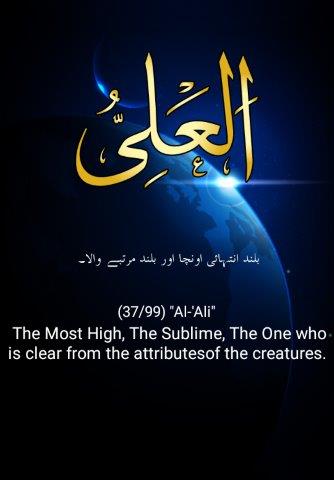 اَلْعَلِيُّ
بلند انتہائی اونچا اور بلند مرتبے والا۔
(37/99) "Al-'Ali"
The Most High, The Sublime, The One who
is clear from the attributesof the creatures.